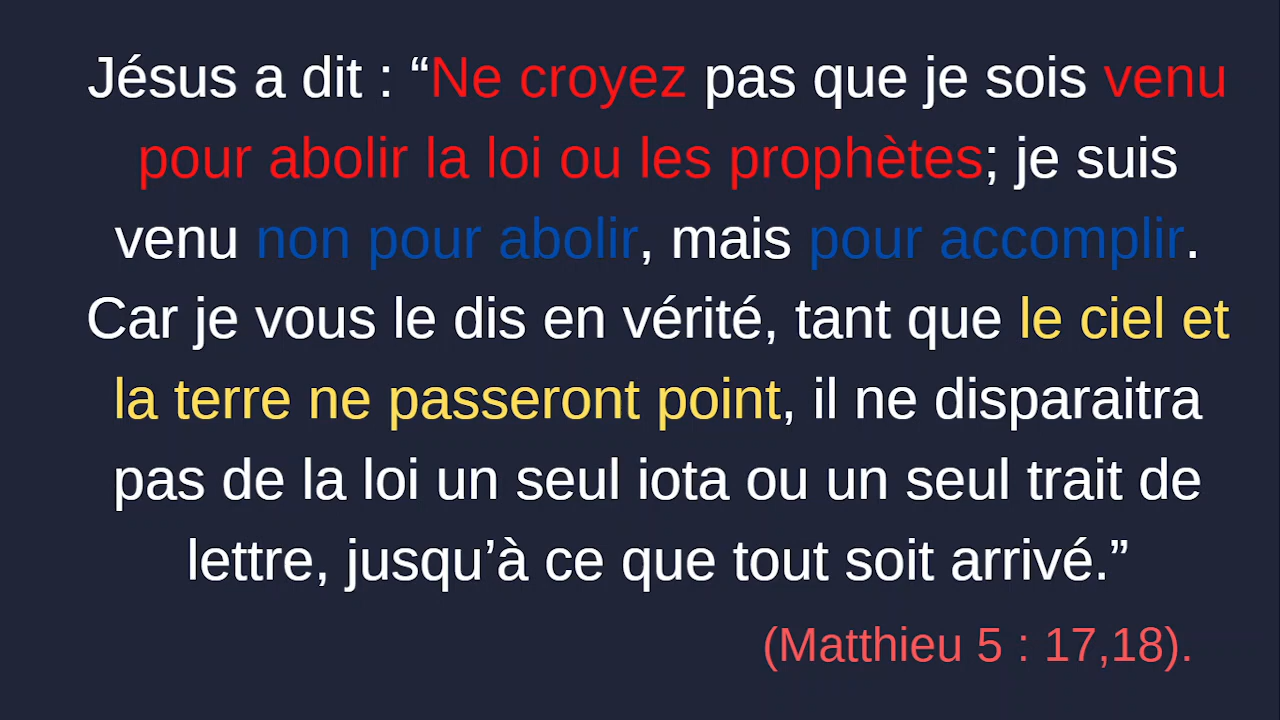 Jésus a dit : “Ne croyez pas que je sois venu
pour abolir la loi ou les prophètes; je suis
venu non pour abolir, mais pour accomplir.
Car je vous le dis en vérité, tant que le ciel et
la terre ne passeront point, il ne disparaitra
pas de la loi un seul iota ou un seul trait de
lettre, jusqu’à ce que tout soit arrivé.”
(Matthieu 5 : 17,18).